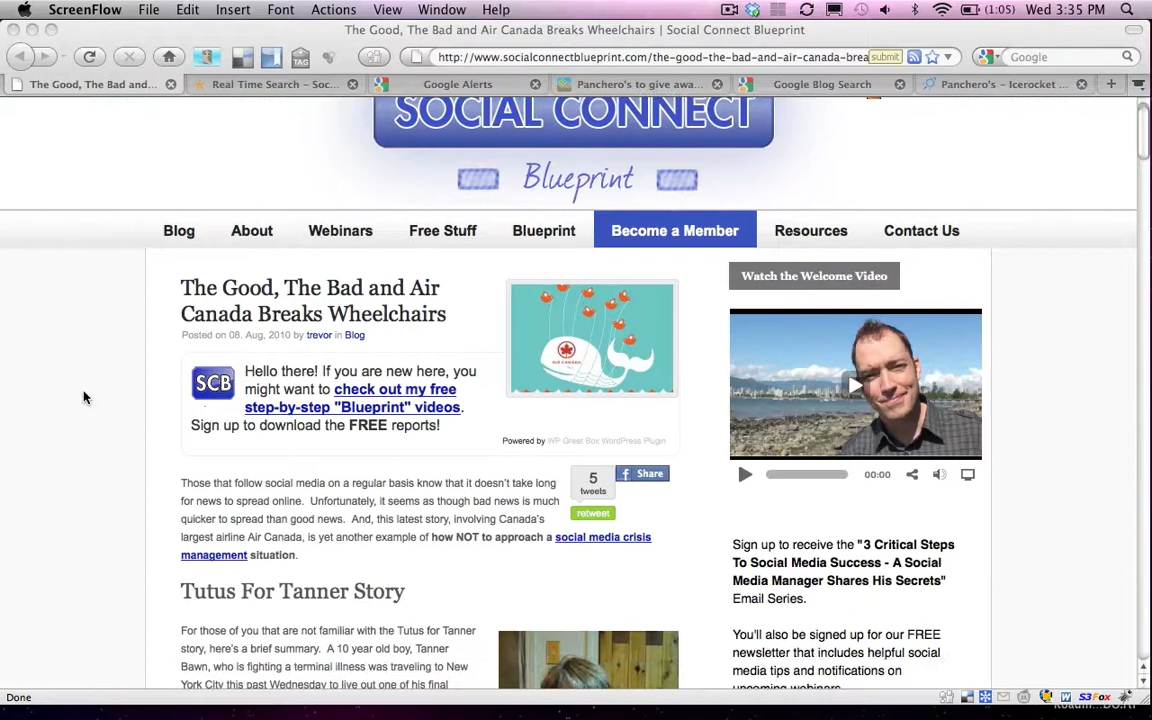 ScreenFlow File Edit Insert Font Actions View Window Help (1:05) Wed 3:35 PM
The Good, The Bad and Air Canada Breaks Wheelchairs | Social Connect Blueprint
http://www.socialconnectblueprint.com/the-good-the-bad-and-air-canada-brea submit Google
The Good, The Bad and... Real Time Search – Soc... Google Alerts Panchero's to give awa... Google Blog Search Panchero's – Icerocket ...
TAG
SOCIAL CONNECT
Blueprint
Blog About Webinars Free Stuff Blueprint Become a Member Resources Contact Us
The Good, The Bad and Air
Canada Breaks Wheelchairs
Posted on 08. Aug, 2010 by trevor in Blog
AIR CANADA
SCB
Hello there! If you are new here, you
might want to check out my free
step-by-step "Blueprint" videos.
Sign up to download the FREE reports!
Powered by WP Greet Box WordPress Plugin
Those that follow social media on a regular basis know that it doesn't take long
for news to spread online. Unfortunately, it seems as though bad news is much
quicker to spread than good news. And, this latest story, involving Canada's
largest airline Air Canada, is yet another example of how NOT to approach a social media crisis
management situation.
5
tweets
retweet
Share
Tutus For Tanner Story
For those of you that are not familiar with the Tutus for Tanner
story, here's a brief summary. A 10 year old boy, Tanner
Bawn, who is fighting a terminal illness was traveling to New
York City this past Wednesday to live out one of his final
Watch the Welcome Video
00:00
Sign up to receive the "3 Critical Steps
To Social Media Success - A Social
Media Manager Shares His Secrets"
Email Series.
You'll also be signed up for our FREE
newsletter that includes helpful social
media tips and notifications on
upcoming webinars.
Done
S3Fox